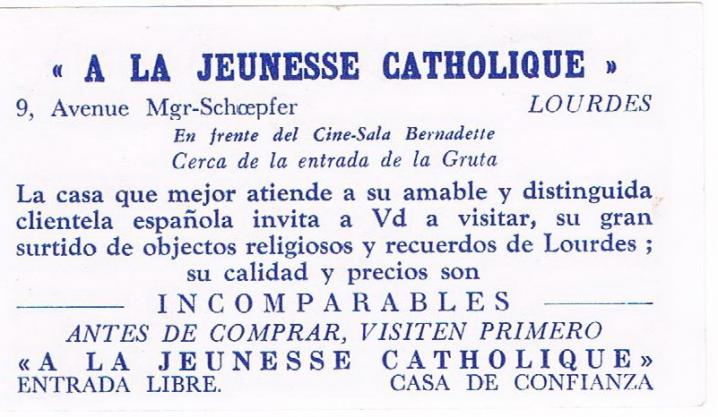 « A LA JEUNESSE CATHOLIQUE »
9, Avenue Mgr-Schœpfer LOURDES
En frente del Cine-Sala Bernadette
Cerca de la entrada de la Gruta
La casa que mejor atiende a su amable y distinguida
clientela española invita a Vd a visitar, su gran
surtido de objectos religiosos y recuerdos de Lourdes ;
su calidad y precios son
INCOMPARABLES
ANTES DE COMPRAR, VISITEN PRIMERO
«A LA JEUNESSE CATHOLIQUE»
ENTRADA LIBRE. CASA DE CONFIANZA